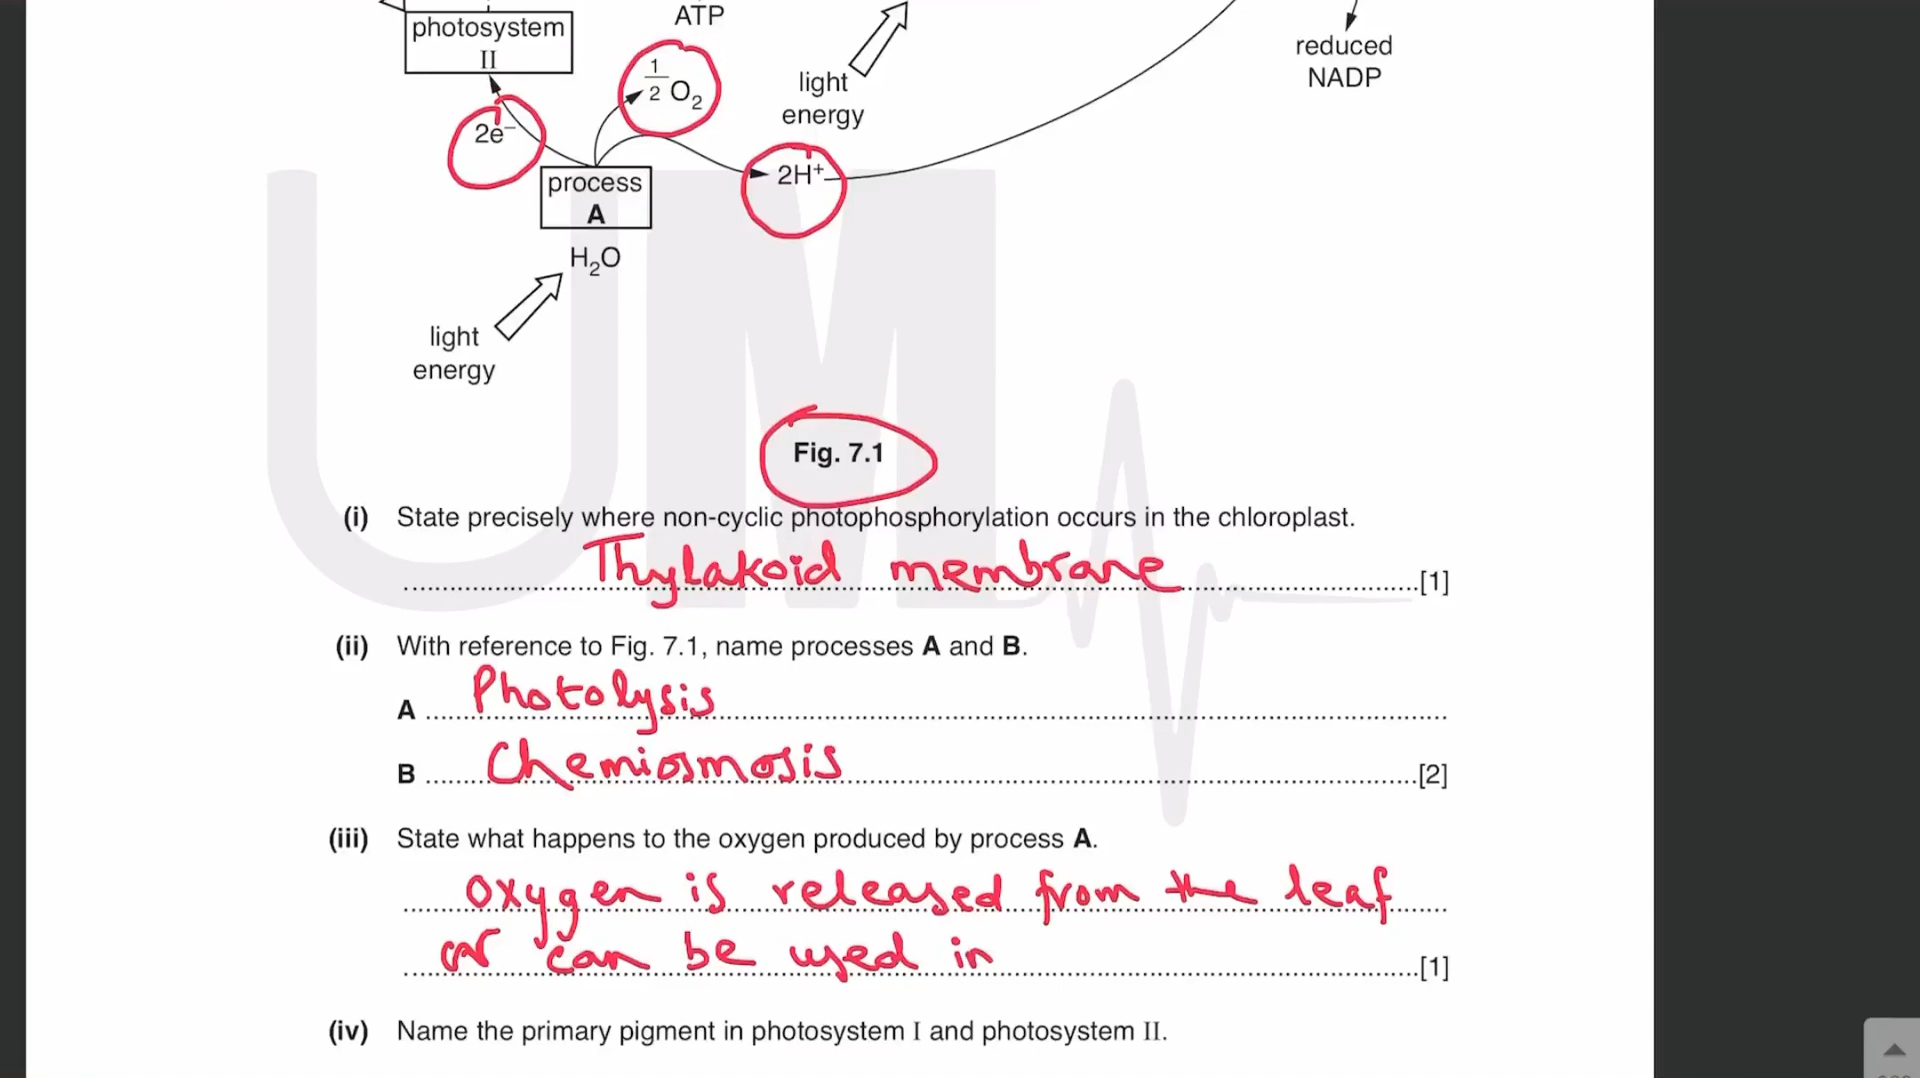 ATP
photosystem
II
1/2 O₂
light
energy
reduced
NADP
2e⁻
2H⁺
process
A
H₂O
light
energy
Fig. 7.1
(i) State precisely where non-cyclic photophosphorylation occurs in the chloroplast.
Thylakoid membrane [1]
(ii) With reference to Fig. 7.1, name processes A and B.
A Photolysis
B Chemiosmosis [2]
(iii) State what happens to the oxygen produced by process A.
oxygen is released from the leaf
or can be used in [1]
(iv) Name the primary pigment in photosystem I and photosystem II.